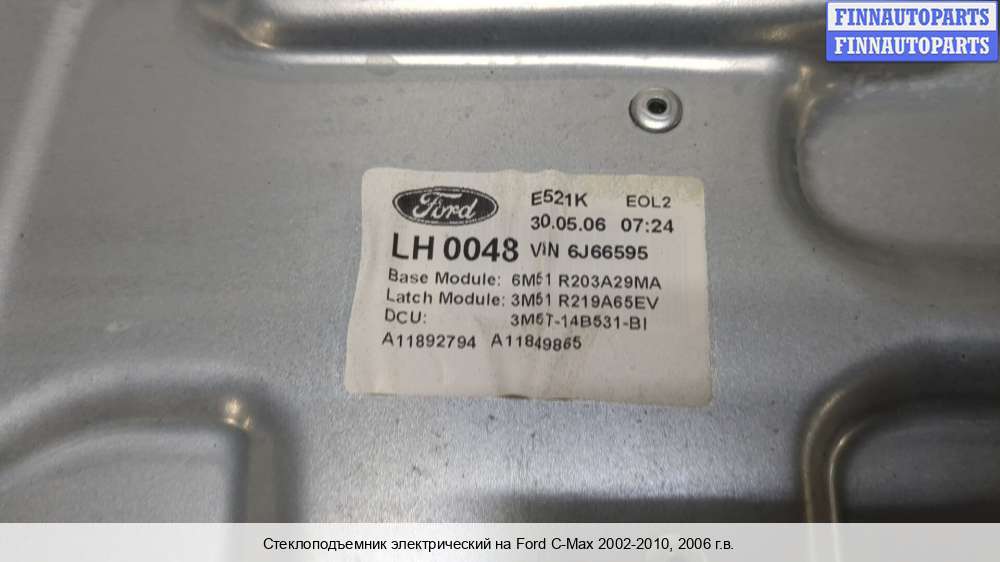 FINNAUTOPARTS
FINNAUTOPARTS
Ford E521K EOL2
30.05.06 07:24
LH 0048 VIN 6J66595
Base Module: 6M51 R203A29MA
Latch Module: 3M51 R219A65EV
DCU: 3M5T-14B531-BI
A11892794 A11849865
Стеклоподъемник электрический на Ford C-Max 2002-2010, 2006 г.в.